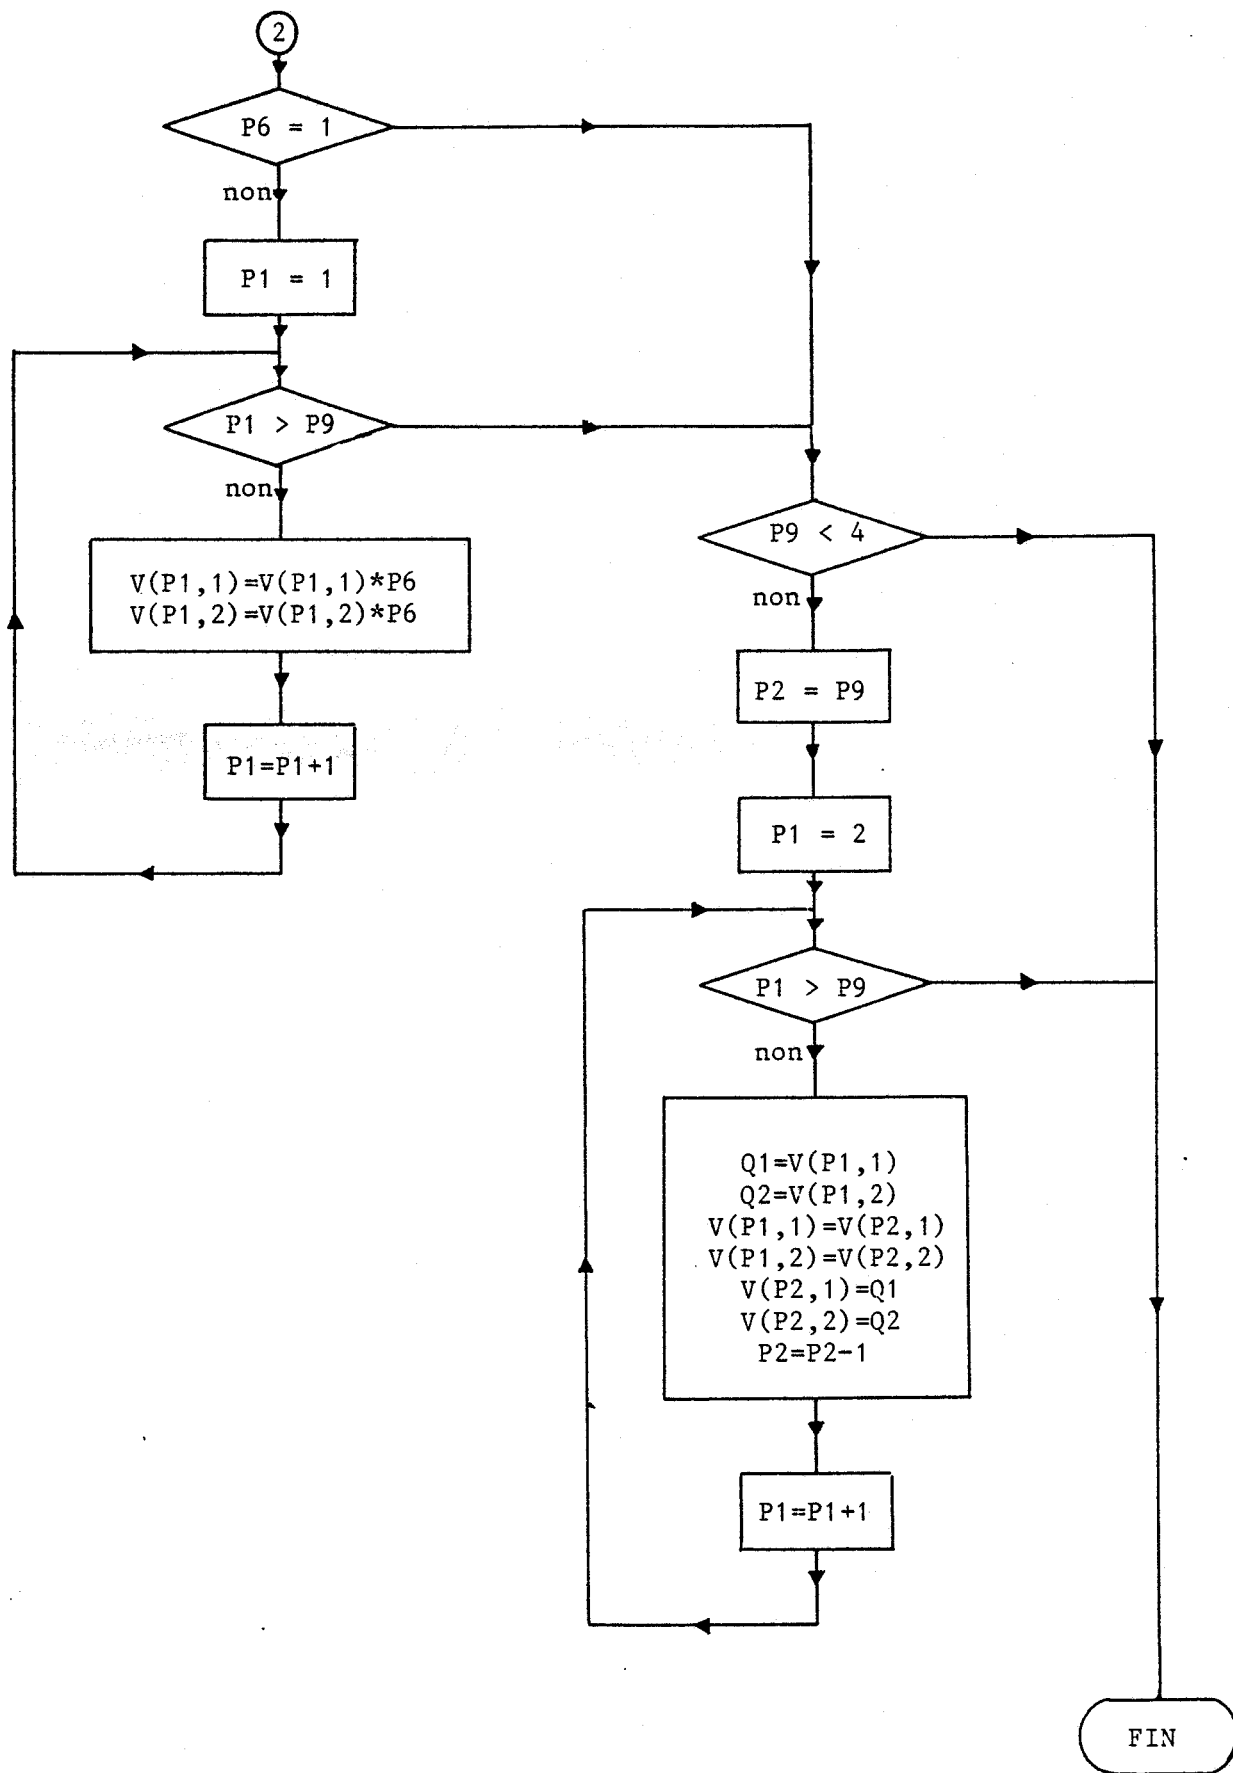 2
P6 = 1
non
P1 = 1
P1 > P9
non
V(P1,1)=V(P1,1)*P6
V(P1,2)=V(P1,2)*P6
P1=P1+1
P9 < 4
non
P2 = P9
P1 = 2
P1 > P9
non
Q1=V(P1,1)
Q2=V(P1,2)
V(P1,1)=V(P2,1)
V(P1,2)=V(P2,2)
V(P2,1)=Q1
V(P2,2)=Q2
P2=P2-1
P1=P1+1
FIN